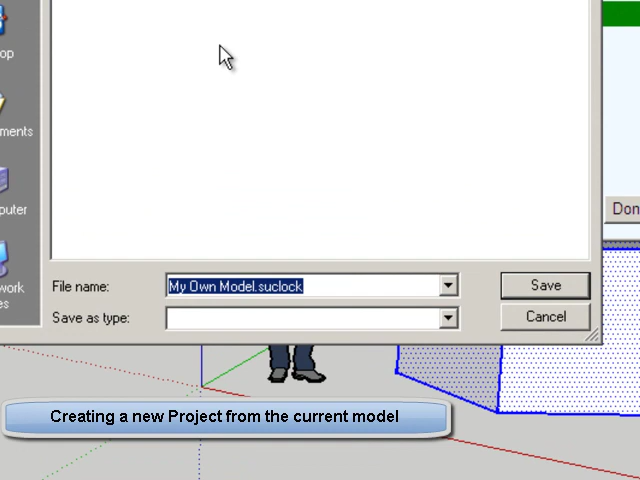 op
ments
puter
work
es
Don
File name:
My Own Model.suclock
Save
Save as type:
Cancel
Creating a new Project from the current model